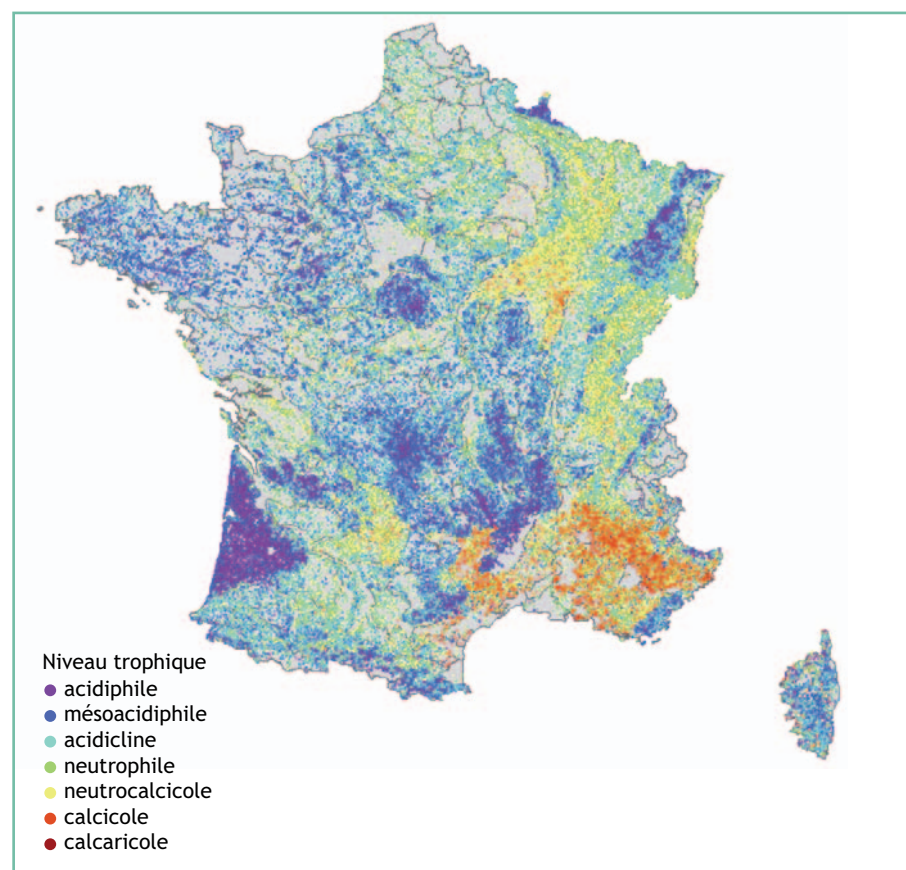 Niveau trophique
acidiphile
mésoacidiphile
acidicline
neutrophile
neutrocalcicole
calcicole
calcaricole